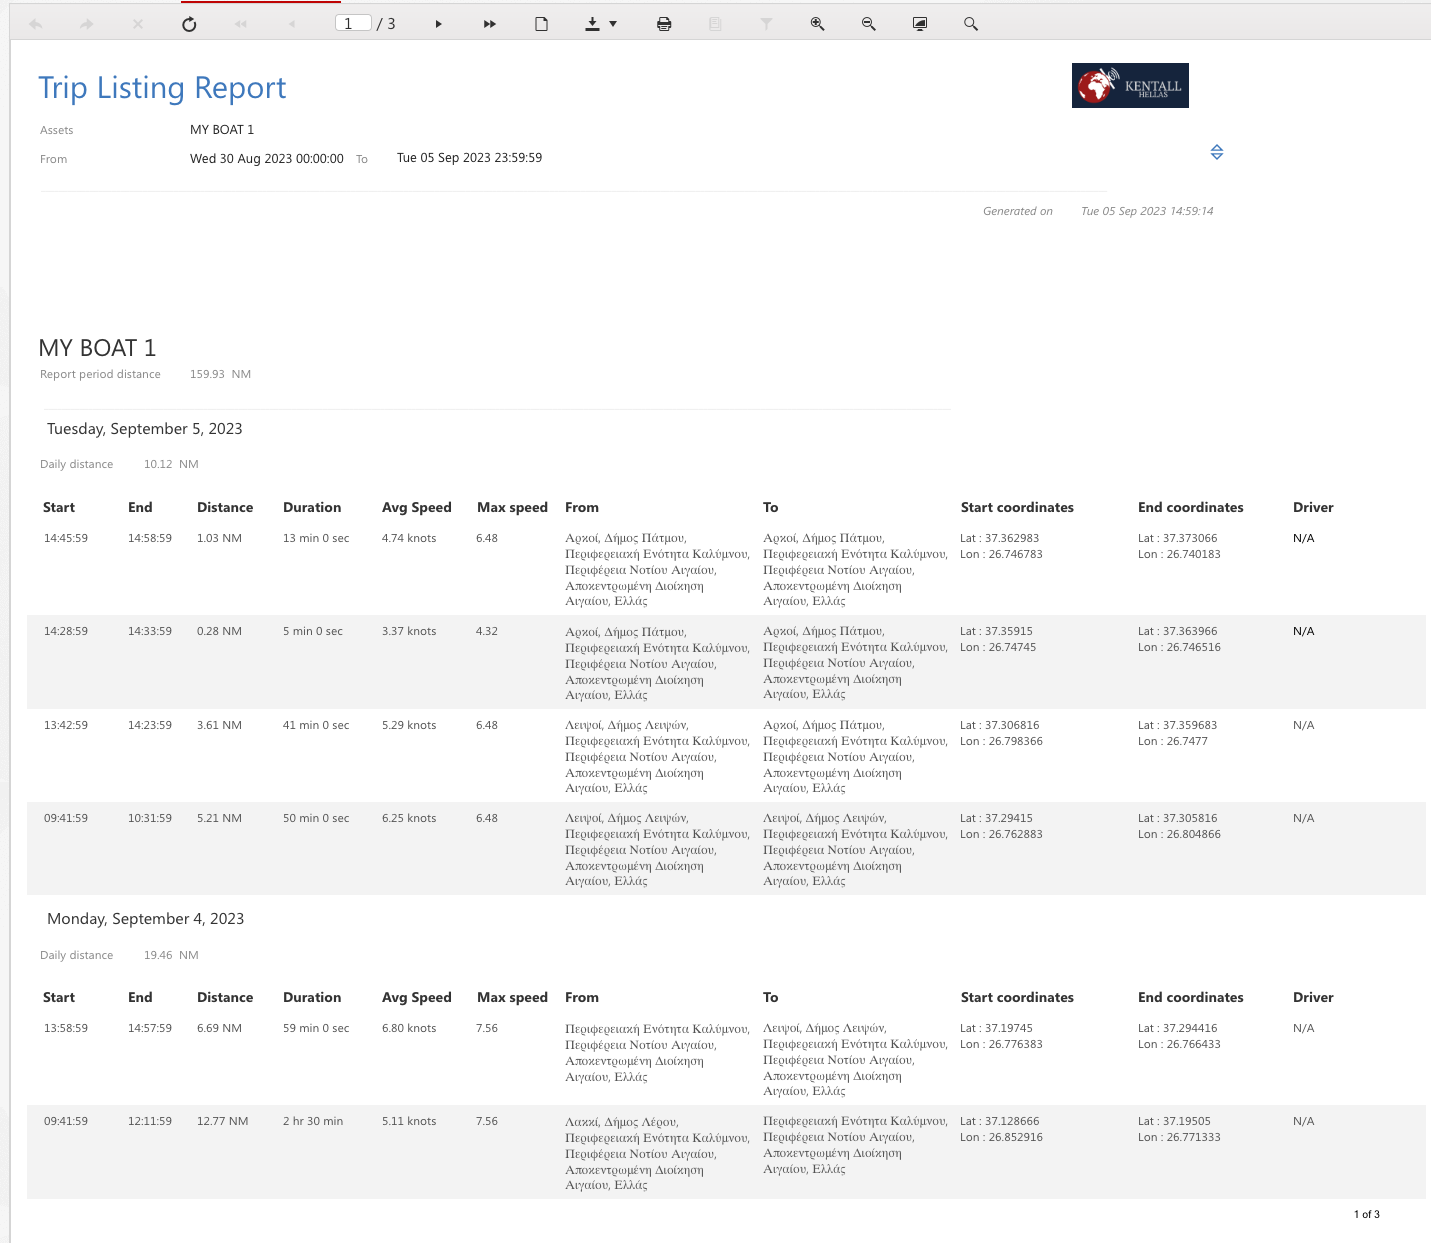 1 / 3
Trip Listing Report
KENTALL
HELLAS
Assets MY BOAT 1
From Wed 30 Aug 2023 00:00:00 To Tue 05 Sep 2023 23:59:59
Generated on Tue 05 Sep 2023 14:59:14
MY BOAT 1
Report period distance 159.93 NM
Tuesday, September 5, 2023
Daily distance 10.12 NM
Start End Distance Duration Avg Speed Max speed From To Start coordinates End coordinates Driver
14:45:59 14:58:59 1.03 NM 13 min 0 sec 4.74 knots 6.48 Αρκοί, Δήμος Πάτμου, Αρκοί, Δήμος Πάτμου, Lat : 37.362983 Lat : 37.373066 N/A
Περιφερειακή Ενότητα Καλύμνου, Περιφερειακή Ενότητα Καλύμνου, Lon : 26.746783 Lon : 26.740183
Περιφέρεια Νοτίου Αιγαίου, Περιφέρεια Νοτίου Αιγαίου,
Αποκεντρωμένη Διοίκηση Αποκεντρωμένη Διοίκηση
Αιγαίου, Ελλάς Αιγαίου, Ελλάς
14:28:59 14:33:59 0.28 NM 5 min 0 sec 3.37 knots 4.32 Αρκοί, Δήμος Πάτμου, Αρκοί, Δήμος Πάτμου, Lat : 37.35915 Lat : 37.363966 N/A
Περιφερειακή Ενότητα Καλύμνου, Περιφερειακή Ενότητα Καλύμνου, Lon : 26.74745 Lon : 26.746516
Περιφέρεια Νοτίου Αιγαίου, Περιφέρεια Νοτίου Αιγαίου,
Αποκεντρωμένη Διοίκηση Αποκεντρωμένη Διοίκηση
Αιγαίου, Ελλάς Αιγαίου, Ελλάς
13:42:59 14:23:59 3.61 NM 41 min 0 sec 5.29 knots 6.48 Λειψοί, Δήμος Λειψών, Αρκοί, Δήμος Πάτμου, Lat : 37.306816 Lat : 37.359683 N/A
Περιφερειακή Ενότητα Καλύμνου, Περιφερειακή Ενότητα Καλύμνου, Lon : 26.798366 Lon : 26.7477
Περιφέρεια Νοτίου Αιγαίου, Περιφέρεια Νοτίου Αιγαίου,
Αποκεντρωμένη Διοίκηση Αποκεντρωμένη Διοίκηση
Αιγαίου, Ελλάς Αιγαίου, Ελλάς
09:41:59 10:31:59 5.21 NM 50 min 0 sec 6.25 knots 6.48 Λειψοί, Δήμος Λειψών, Λειψοί, Δήμος Λειψών, Lat : 37.29415 Lat : 37.305816 N/A
Περιφερειακή Ενότητα Καλύμνου, Περιφερειακή Ενότητα Καλύμνου, Lon : 26.762883 Lon : 26.804866
Περιφέρεια Νοτίου Αιγαίου, Περιφέρεια Νοτίου Αιγαίου,
Αποκεντρωμένη Διοίκηση Αποκεντρωμένη Διοίκηση
Αιγαίου, Ελλάς Αιγαίου, Ελλάς
Monday, September 4, 2023
Daily distance 19.46 NM
Start End Distance Duration Avg Speed Max speed From To Start coordinates End coordinates Driver
13:58:59 14:57:59 6.69 NM 59 min 0 sec 6.80 knots 7.56 Περιφερειακή Ενότητα Καλύμνου, Λειψοί, Δήμος Λειψών, Lat : 37.19745 Lat : 37.294416 N/A
Περιφέρεια Νοτίου Αιγαίου, Περιφερειακή Ενότητα Καλύμνου, Lon : 26.776383 Lon : 26.766433
Αποκεντρωμένη Διοίκηση Περιφέρεια Νοτίου Αιγαίου,
Αιγαίου, Ελλάς Αποκεντρωμένη Διοίκηση
Αιγαίου, Ελλάς
09:41:59 12:11:59 12.77 NM 2 hr 30 min 5.11 knots 7.56 Λακκί, Δήμος Λέρου, Περιφερειακή Ενότητα Καλύμνου, Lat : 37.128666 Lat : 37.19505 N/A
Περιφερειακή Ενότητα Καλύμνου, Περιφέρεια Νοτίου Αιγαίου, Lon : 26.852916 Lon : 26.771333
Περιφέρεια Νοτίου Αιγαίου, Αποκεντρωμένη Διοίκηση
Αποκεντρωμένη Διοίκηση Αιγαίου, Ελλάς
Αιγαίου, Ελλάς
1 of 3